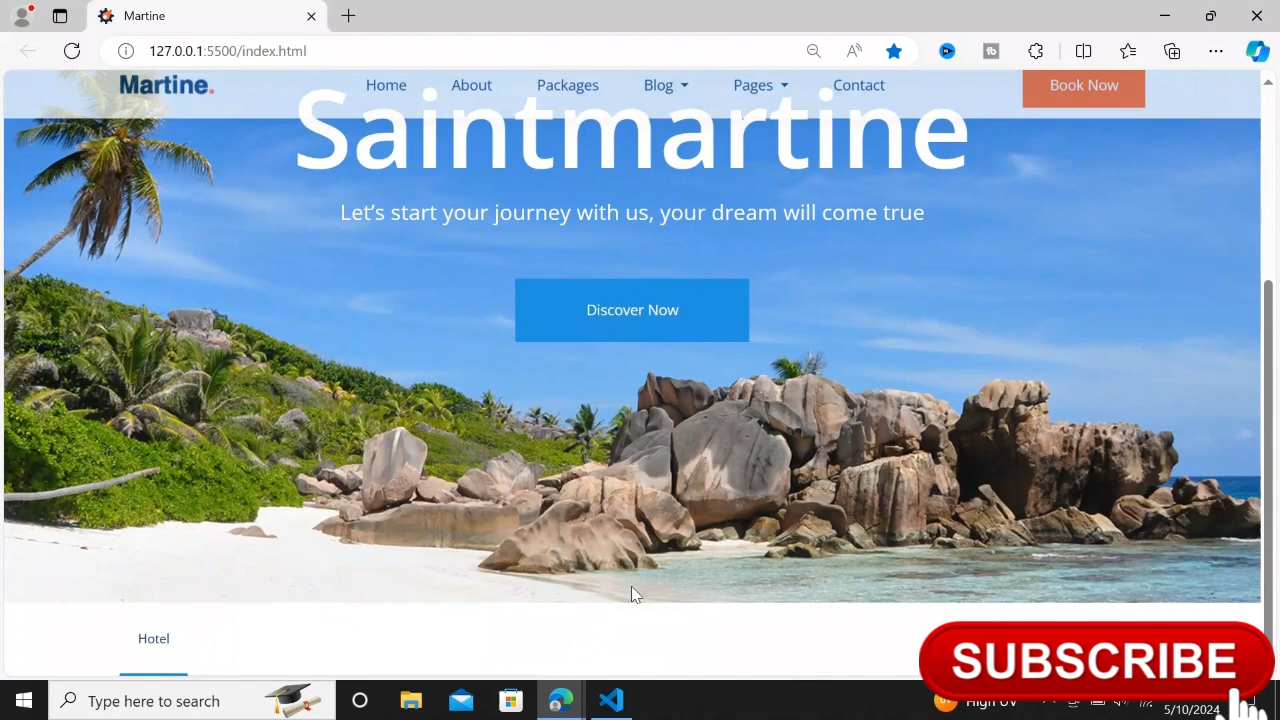 Martine
127.0.0.1:5500/index.html
Martine.
Home
About
Packages
Blog
Pages
Contact
Book Now
Saintmartine
Let’s start your journey with us, your dream will come true
Discover Now
Hotel
SUBSCRIBE
Type here to search
High UV
5/10/2024